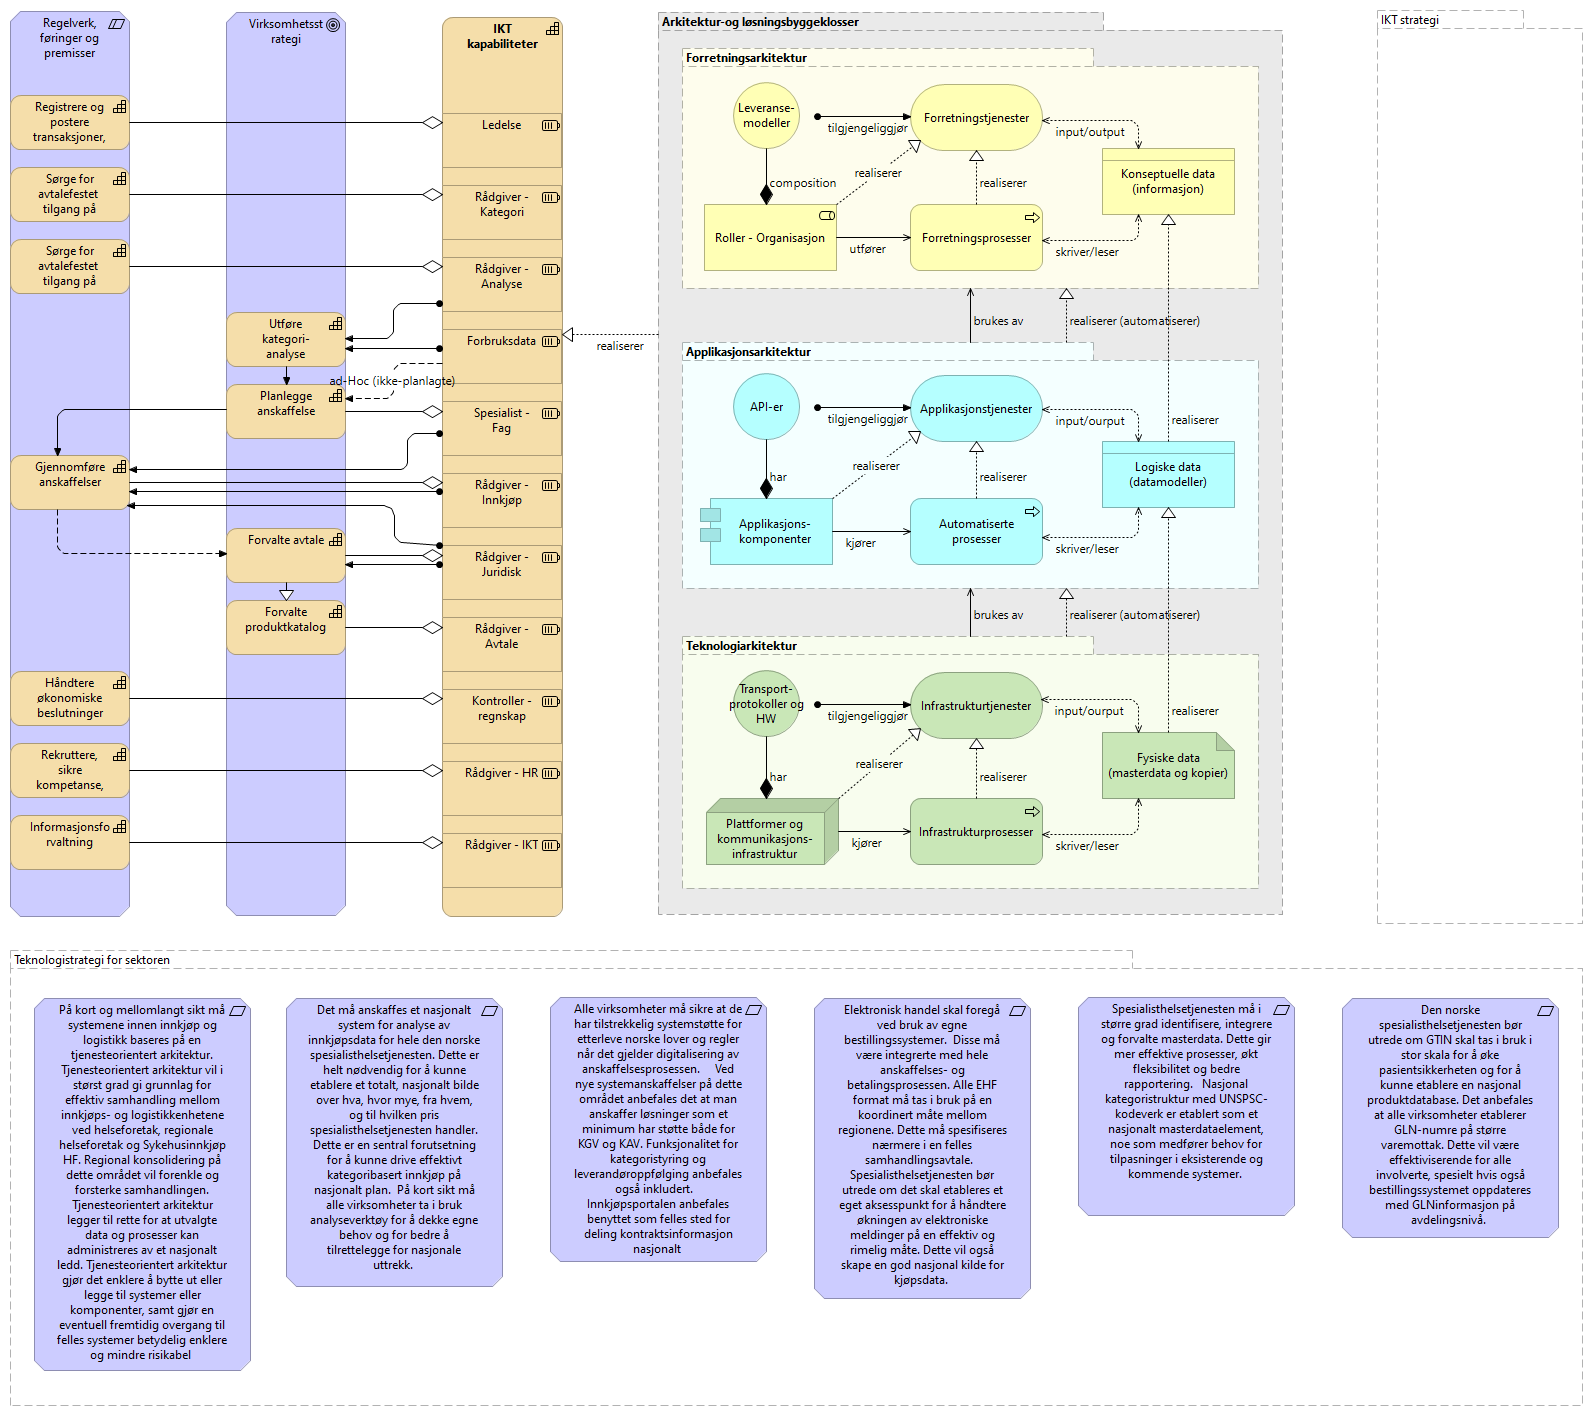 Regelverk,
føringer og
premisser
Registrere og
postere
transaksjoner,
Sørge for
avtalefestet
tilgang på
Sørge for
avtalefestet
tilgang på
Gjennomføre
anskaffelser
Håndtere
økonomiske
beslutninger
Rekruttere,
sikre
kompetanse,
Informasjonsfo
rvaltning
Virksomhetsst
rategi
Utføre
kategori-
analyse
ad-Hoc (ikke-planlagte)
Planlegge
anskaffelse
Forvalte avtale
Forvalte
produktkatalog
IKT
kapabiliteter
Ledelse
Rådgiver -
Kategori
Rådgiver -
Analyse
Forbruksdata
Spesialist -
Fag
Rådgiver -
Innkjøp
Rådgiver -
Juridisk
Rådgiver -
Avtale
Kontroller -
regnskap
Rådgiver - HR
Rådgiver - IKT
realiserer
Arkitektur-og løsningsbyggeklosser
Forretningsarkitektur
Leveranse-
modeller
tilgjengeliggjør
Forretningstjenester
input/output
Konseptuelle data
(informasjon)
realiserer
realiserer
composition
Roller - Organisasjon
utfører
Forretningsprosesser
skriver/leser
brukes av
realiserer (automatiserer)
Applikasjonsarkitektur
API-er
tilgjengeliggjør
Applikasjonstjenester
input/ourput
realiserer
Logiske data
(datamodeller)
realiserer
realiserer
har
Applikasjons-
komponenter
kjører
Automatiserte
prosesser
skriver/leser
brukes av
realiserer (automatiserer)
Teknologiarkitektur
Transport-
protokoller og
HW
tilgjengeliggjør
Infrastrukturtjenester
input/ourput
realiserer
Fysiske data
(masterdata og kopier)
realiserer
realiserer
har
Plattformer og
kommunikasjons-
infrastruktur
kjører
Infrastrukturprosesser
skriver/leser
IKT strategi
Teknologistrategi for sektoren
På kort og mellomlangt sikt må
systemene innen innkjøp og
logistikk baseres på en
tjenesteorientert arkitektur.
Tjenesteorientert arkitektur vil i
størst grad gi grunnlag for
effektiv samhandling mellom
innkjøps- og logistikkenhetene
ved helseforetak, regionale
helseforetak og Sykehusinnkjøp
HF. Regional konsolidering på
dette området vil forenkle og
forsterke samhandlingen.
Tjenesteorientert arkitektur
legger til rette for at utvalgte
data og prosesser kan
administreres av et nasjonalt
ledd. Tjenesteorientert arkitektur
gjør det enklere å bytte ut eller
legge til systemer eller
komponenter, samt gjør en
eventuell fremtidig overgang til
felles systemer betydelig enklere
og mindre risikabel
Det må anskaffes et nasjonalt
system for analyse av
innkjøpsdata for hele den norske
spesialisthelsetjenesten. Dette er
helt nødvendig for å kunne
etablere et totalt, nasjonalt bilde
over hva, hvor mye, fra hvem,
og til hvilken pris
spesialisthelsetjenesten handler.
Dette er en sentral forutsetning
for å kunne drive effektivt
kategoribasert innkjøp på
nasjonalt plan.  På kort sikt må
alle virksomheter ta i bruk
analyseverktøy for å dekke egne
behov og for bedre å
tilrettelegge for nasjonale
uttrekk.
Alle virksomheter må sikre at de
har tilstrekkelig systemstøtte for
etterleve norske lover og regler
når det gjelder digitalisering av
anskaffelsesprosessen.    Ved
nye systemanskaffelser på dette
området anbefales det at man
anskaffer løsninger som et
minimum har støtte både for
KGV og KAV. Funksjonalitet for
kategoristyring og
leverandøroppfølging anbefales
også inkludert.
Innkjøpsportalen anbefales
benyttet som felles sted for
deling kontraktsinformasjon
nasjonalt
Elektronisk handel skal foregå
ved bruk av egne
bestillingssystemer.  Disse må
være integrerte med hele
anskaffelses- og
betalingsprosessen. Alle EHF
format må tas i bruk på en
koordinert måte mellom
regionene. Dette må spesifiseres
nærmere i en felles
samhandlingsavtale.
Spesialisthelsetjenesten bør
utrede om det skal etableres et
eget aksesspunkt for å håndtere
økningen av elektroniske
meldinger på en effektiv og
rimelig måte. Dette vil også
skape en god nasjonal kilde for
kjøpsdata.
Spesialisthelsetjenesten må i
større grad identifisere, integrere
og forvalte masterdata. Dette gir
mer effektive prosesser, økt
fleksibilitet og bedre
rapportering.   Nasjonal
kategoristruktur med UNSPSC-
kodeverk er etablert som et
nasjonalt masterdataelement,
noe som medfører behov for
tilpasninger i eksisterende og
kommende systemer.
Den norske
spesialisthelsetjenesten bør
utrede om GTIN skal tas i bruk i
stor skala for å øke
pasientsikkerheten og for å
kunne etablere en nasjonal
produktdatabase. Det anbefales
at alle virksomheter etablerer
GLN-numre på større
varemottak. Dette vil være
effektiviserende for alle
involverte, spesielt hvis også
bestillingssystemet oppdateres
med GLNinformasjon på
avdelingsnivå.